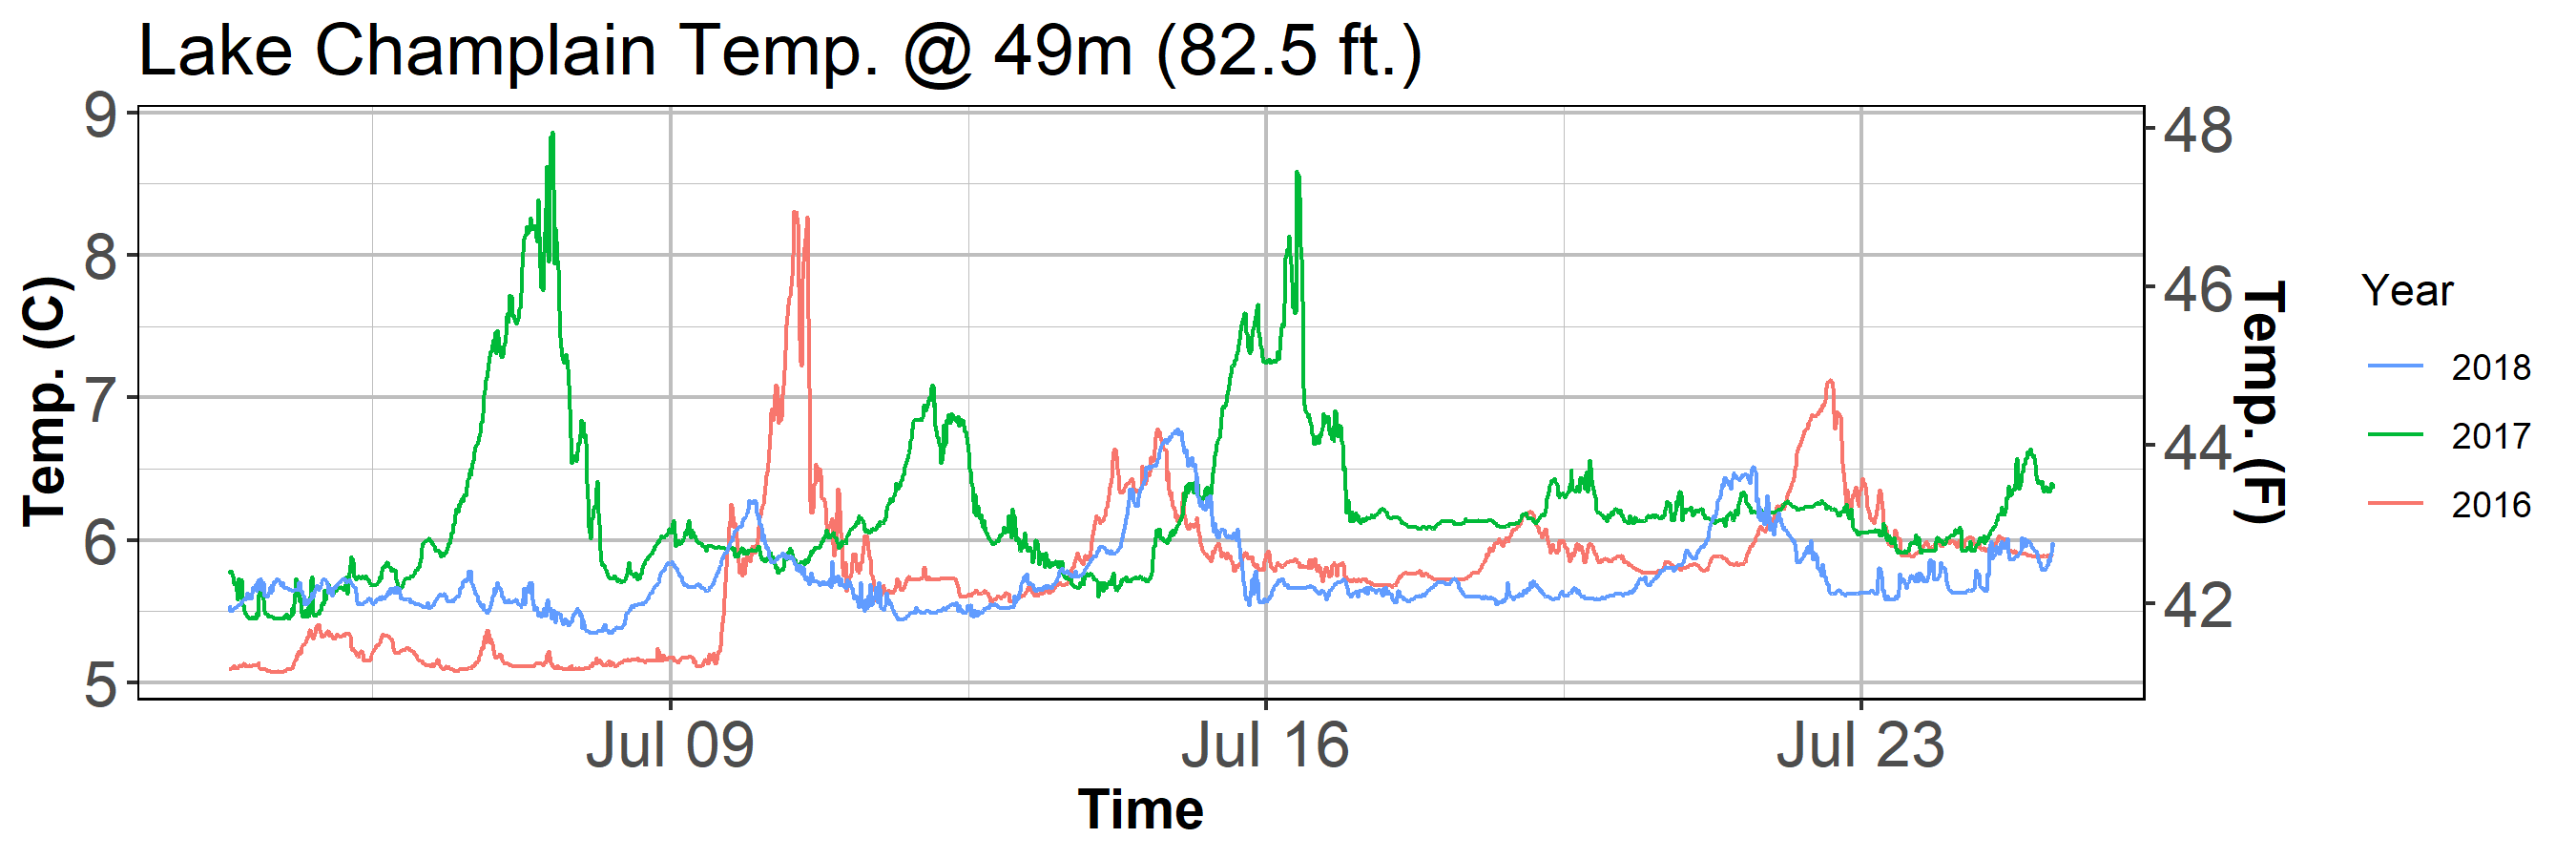 Lake Champlain Temp. @ 49m (82.5 ft.)
Temp. (C)
9
8
7
6
5
48
46
44
42
Temp. (F)
Jul 09
Jul 16
Jul 23
Time
Year
2018
2017
2016